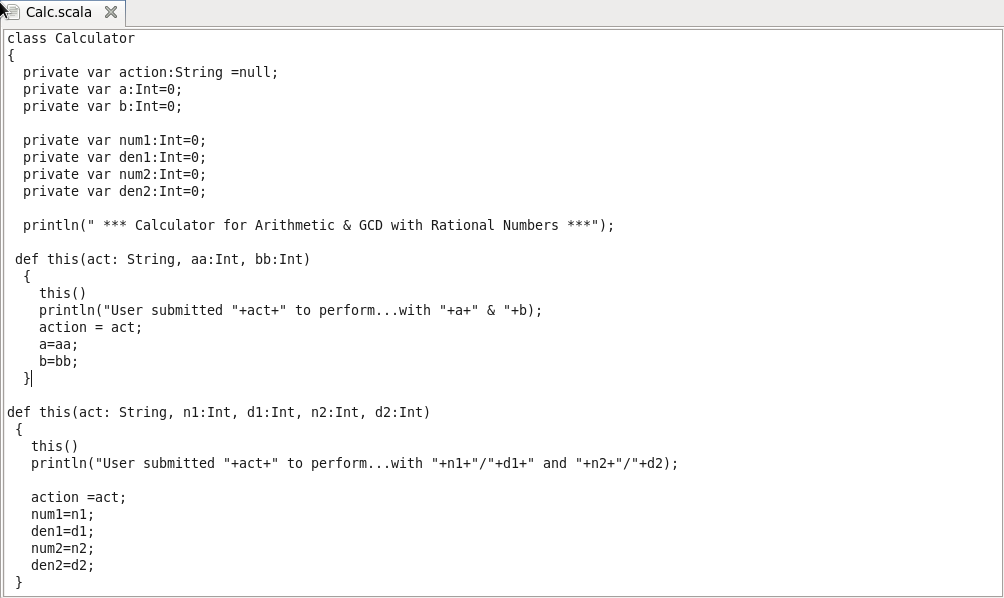 Calc.scala
class Calculator
{
  private var action:String =null;
  private var a:Int=0;
  private var b:Int=0;

  private var num1:Int=0;
  private var den1:Int=0;
  private var num2:Int=0;
  private var den2:Int=0;

  println(" *** Calculator for Arithmetic & GCD with Rational Numbers ***");

 def this(act: String, aa:Int, bb:Int)
  {
    this()
    println("User submitted "+act+" to perform...with "+a+" & "+b);
    action = act;
    a=aa;
    b=bb;
  }

def this(act: String, n1:Int, d1:Int, n2:Int, d2:Int)
 {
   this()
   println("User submitted "+act+" to perform...with "+n1+"/"+d1+" and "+n2+"/"+d2);

   action =act;
   num1=n1;
   den1=d1;
   num2=n2;
   den2=d2;
 }